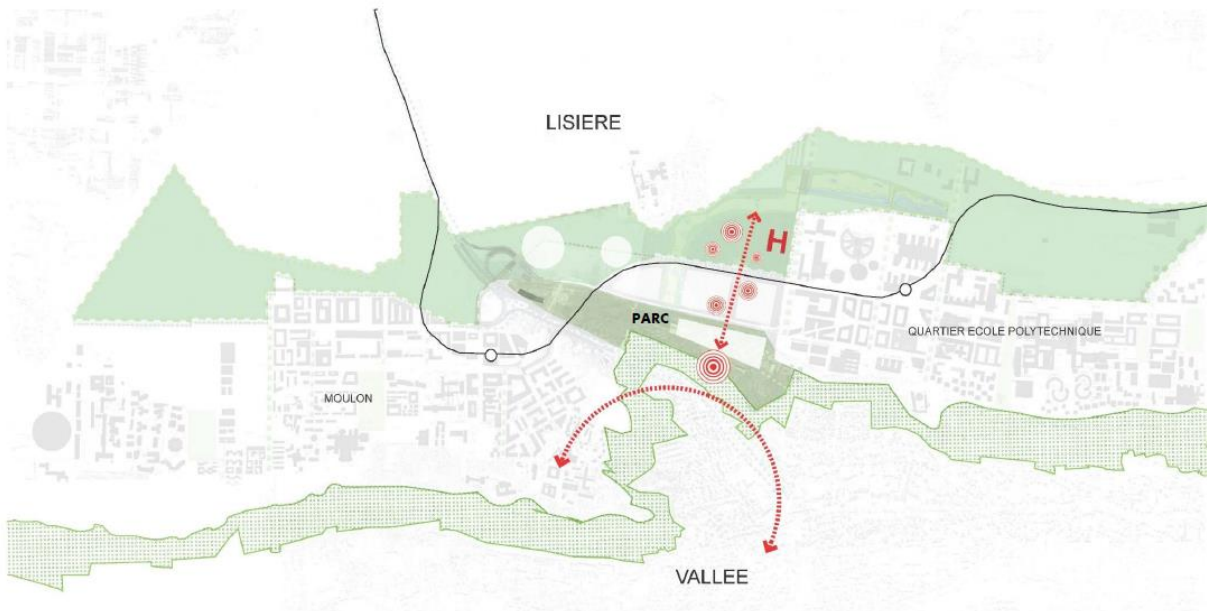 LISIERE
H
PARC
QUARTIER ECOLE POLYTECHNIQUE
MOULON
VALLEE